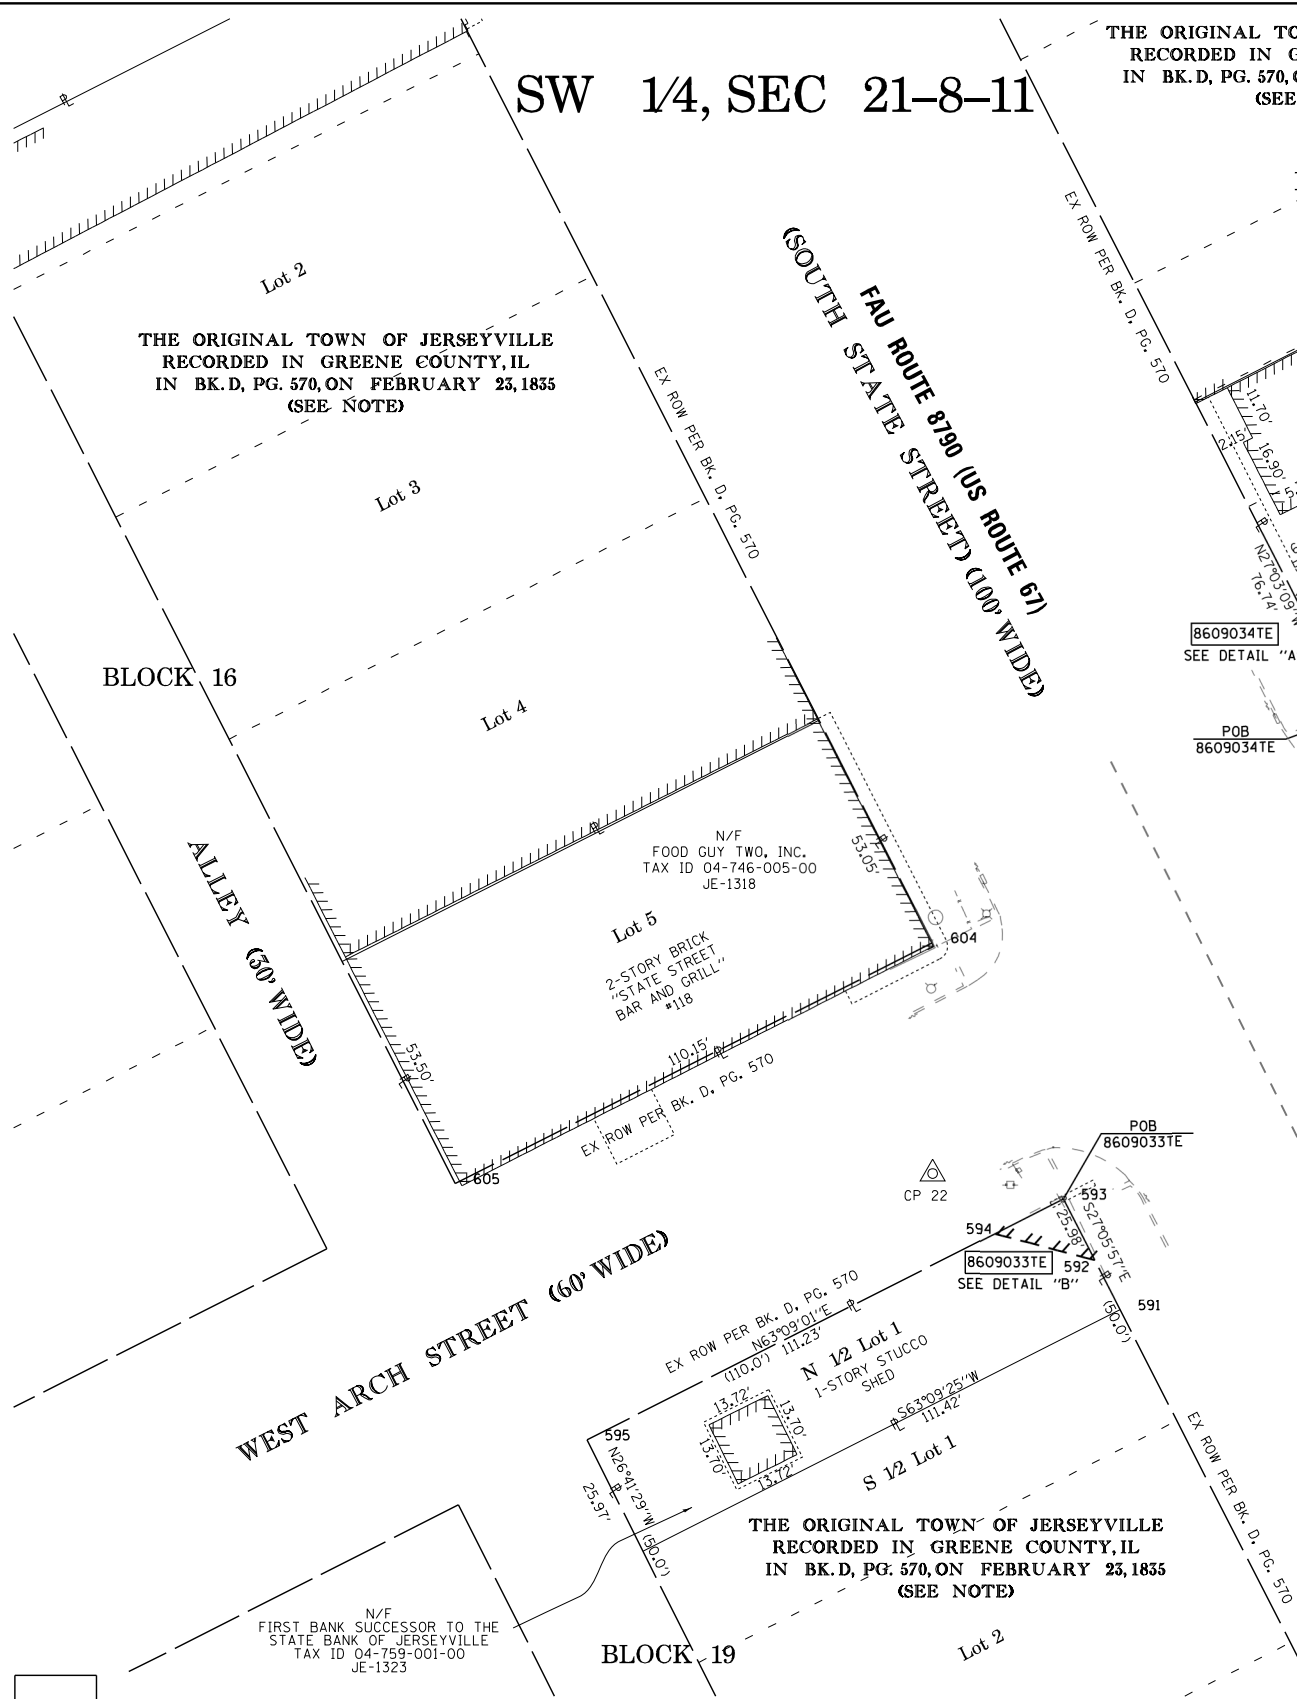 THE ORIGINAL TO
RECORDED IN G
IN BK. D, PG. 570,
(SEE
SW 1/4, SEC 21-8-11
Lot 2
THE ORIGINAL TOWN OF JERSEYVILLE
RECORDED IN GREENE COUNTY, IL
IN BK. D, PG. 570, ON FEBRUARY 23, 1835
(SEE NOTE)
EX ROW PER BK. D, PG. 570
EX ROW PER BK. D, PG. 570
FAU ROUTE 8790 (US ROUTE 67)
(SOUTH STATE STREET) (100' WIDE)
11.70'
2.15'
16.90'
N27°03'09"W
76.74'
8609034TE
SEE DETAIL "A
POB
8609034TE
Lot 3
BLOCK 16
Lot 4
ALLEY (30' WIDE)
N/F
FOOD GUY TWO, INC.
TAX ID 04-746-005-00
JE-1318
53.05'
Lot 5
2-STORY BRICK
"STATE STREET
BAR AND GRILL"
#118
604
53.50'
110.15'
EX ROW PER BK. D, PG. 570
605
POB
8609033TE
CP 22
593
594
25.98'
S27°05'57"E
8609033TE
592
SEE DETAIL "B"
591
(50.0')
WEST ARCH STREET (60' WIDE)
EX ROW PER BK. D, PG. 570
N63°09'01"E
(110.0') 111.23'
N 1/2 Lot 1
1-STORY STUCCO
SHED
13.72'
13.70'
13.70'
13.72'
S63°09'25"W
111.42'
595
N26°41'29"W
25.97'
(50.0')
S 1/2 Lot 1
EX ROW PER BK. D, PG. 570
THE ORIGINAL TOWN OF JERSEYVILLE
RECORDED IN GREENE COUNTY, IL
IN BK. D, PG. 570, ON FEBRUARY 23, 1835
(SEE NOTE)
N/F
FIRST BANK SUCCESSOR TO THE
STATE BANK OF JERSEYVILLE
TAX ID 04-759-001-00
JE-1323
BLOCK 19
Lot 2